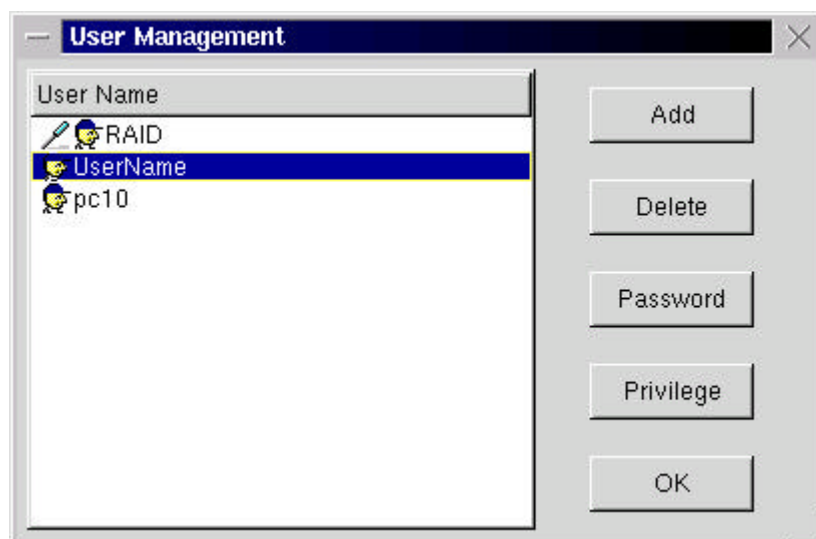 User Management
User Name
RAID
UserName
pc10
Add
Delete
Password
Privilege
OK